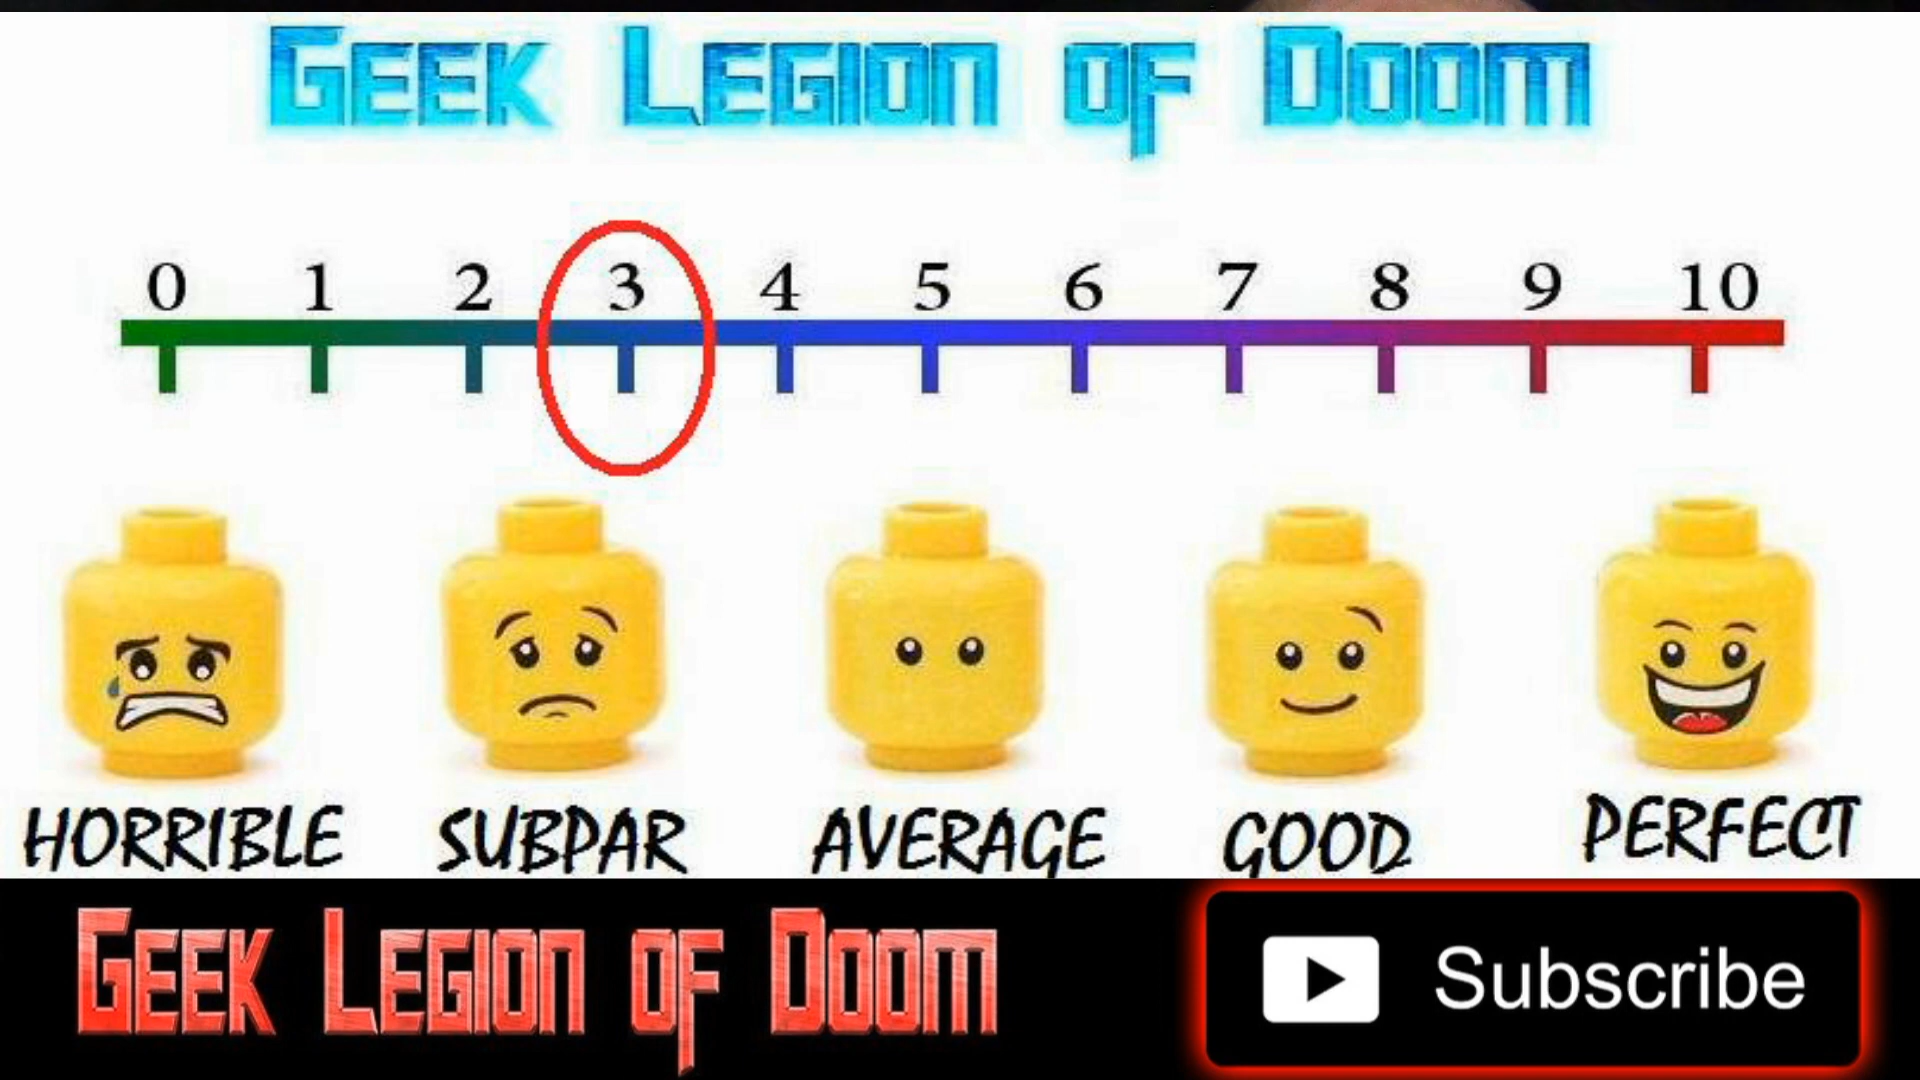 GEEK LEGION OF DOOM
0 1 2 3 4 5 6 7 8 9 10
HORRIBLE SUBPAR AVERAGE GOOD PERFECT
GEEK LEGION OF DOOM
Subscribe